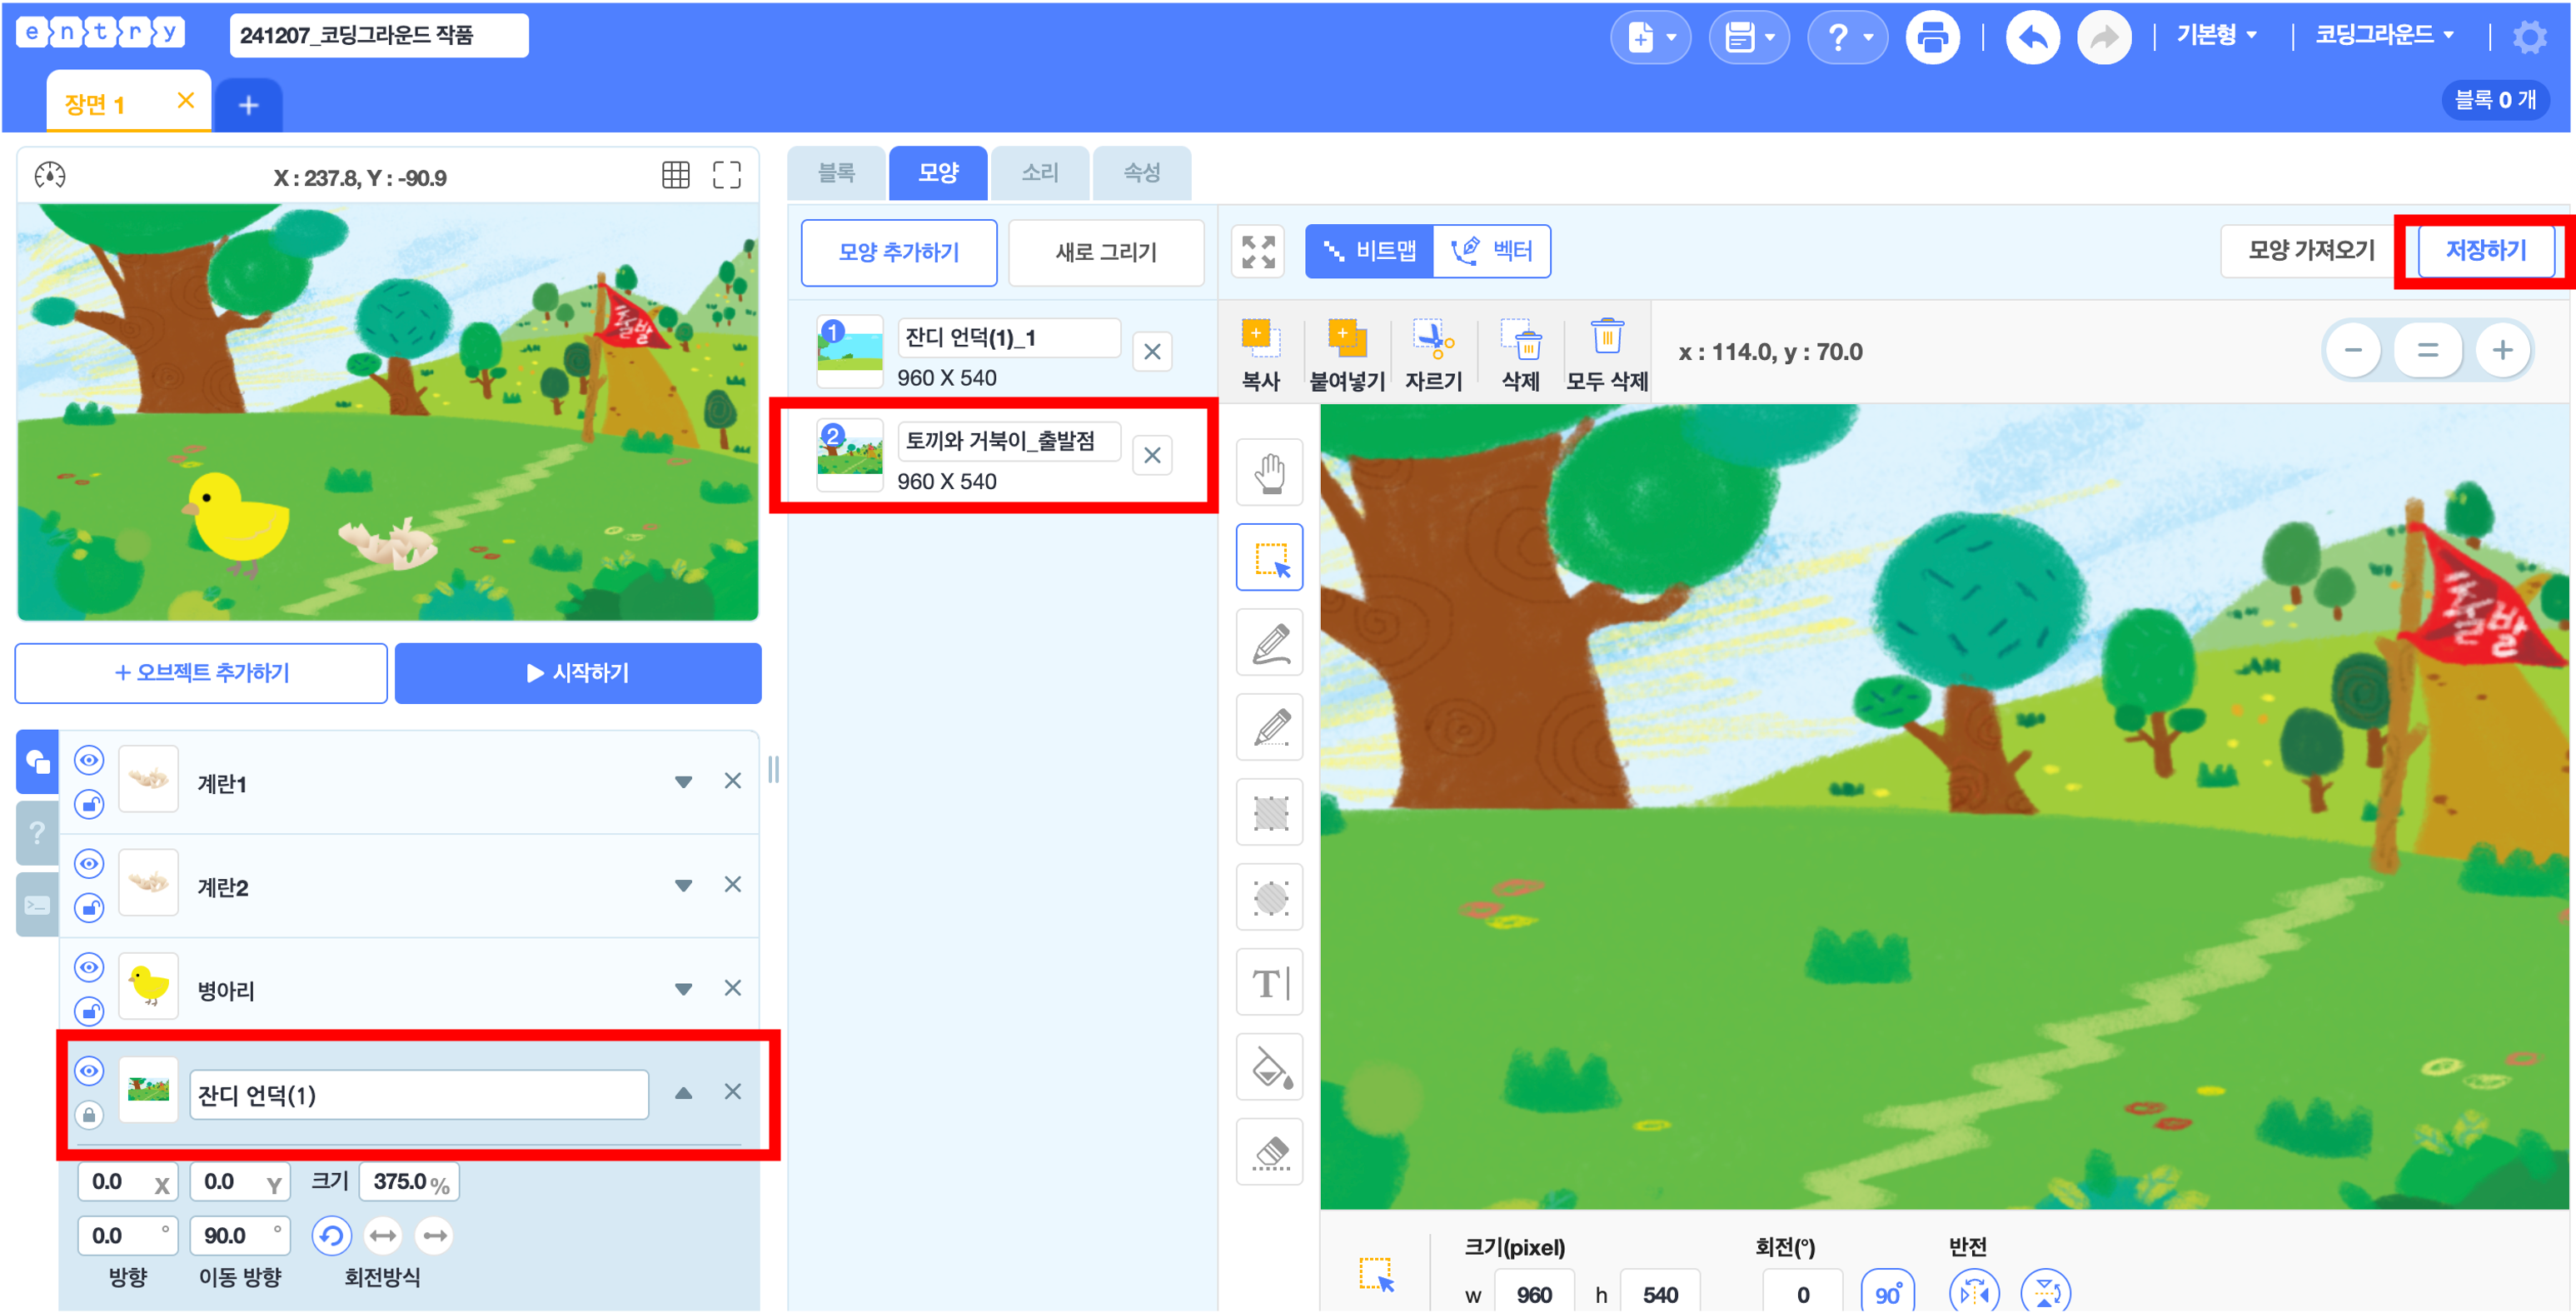 entry
241207_코딩그라운드 작품
기본형
코딩그라운드
장면 1
블록 0 개
X : 237.8, Y : -90.9
블록
모양
소리
속성
모양 추가하기
새로 그리기
비트맵
벡터
모양 가져오기
저장하기
1
잔디 언덕(1)_1
960 X 540
2
토끼와 거북이_출발점
960 X 540
복사
붙여넣기
자르기
삭제
모두 삭제
x : 114.0, y : 70.0
출발
출발
T
+ 오브젝트 추가하기
시작하기
계란1
계란2
병아리
잔디 언덕(1)
0.0 X
0.0 Y
크기 375.0 %
0.0 °
90.0 °
방향
이동 방향
회전방식
크기(pixel)
회전(°)
반전
w 960 h 540
0
90°